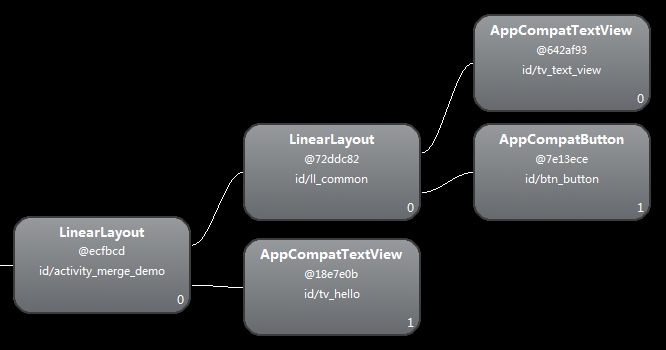 AppCompatTextView
@642af93
id/tv_text_view
0
LinearLayout
@72ddc82
id/ll_common
0
AppCompatButton
@7e13ece
id/btn_button
1
LinearLayout
@ecfbcd
id/activity_merge_demo
0
AppCompatTextView
@18e7e0b
id/tv_hello
1